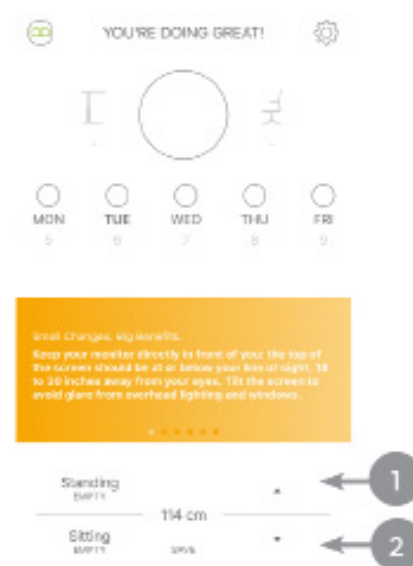 YOU'RE DOING GREAT!
MON TUE WED THU FRI
5 6 7 8 9
Small Changes, Big Benefits.
Keep your monitor directly in front of you: the top of
the screen should be at or below your line of sight, 18
to 30 inches away from your eyes. Tilt the screen to
avoid glare from overhead lighting and windows.
Standing
EMPTY
1
114 cm
Sitting
EMPTY SAVE
2